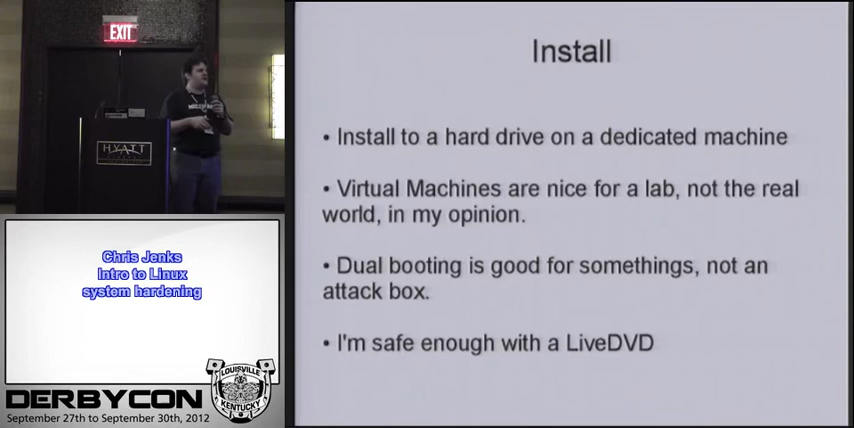 EXIT
HYATT
Chris Jenks
Intro to Linux
system hardening
LOUISVILLE
KENTUCKY
DERBYCON
September 27th to September 30th, 2012
Install
• Install to a hard drive on a dedicated machine
• Virtual Machines are nice for a lab, not the real
world, in my opinion.
• Dual booting is good for somethings, not an
attack box.
• I'm safe enough with a LiveDVD